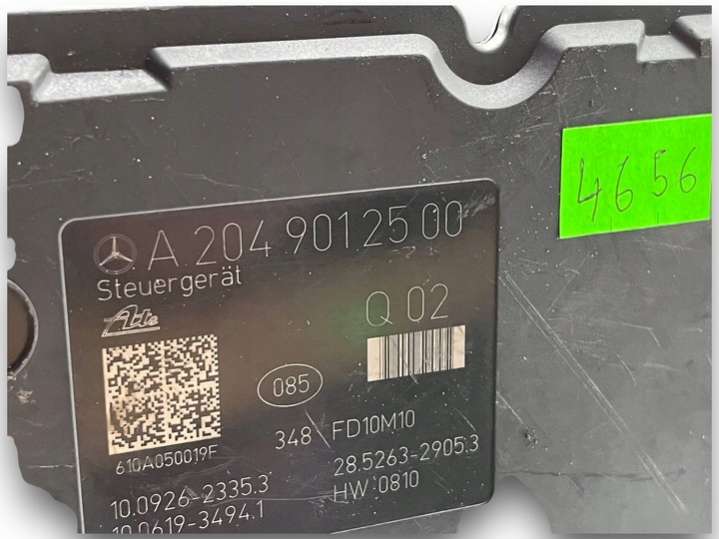 4656
A 204 901 25 00
Steuergerät
Ate
Q 02
085
348 FD10M10
610A050019F
28.5263-2905.3
10.0926-2335.3
HW:0810
10.0619-3494.1